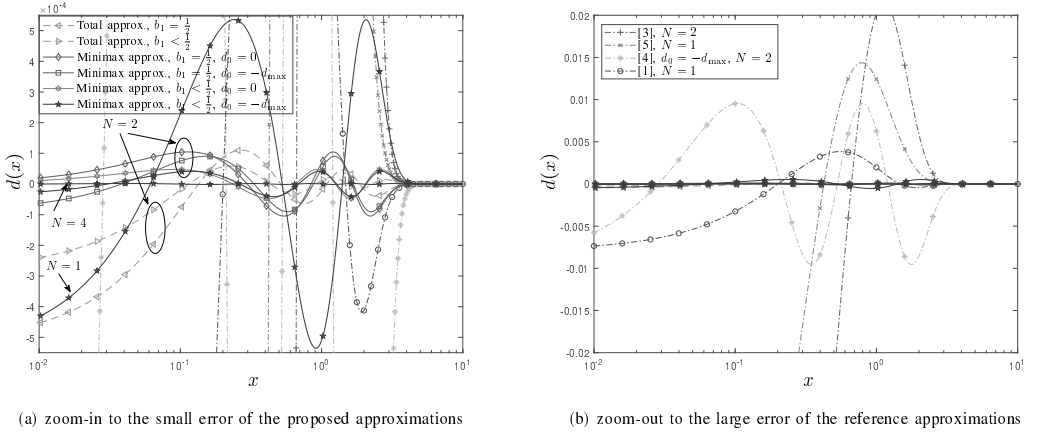 ×10⁻⁴
5
4
3
2
1
0
-1
-2
-3
-4
-5
d(x)
Total approx., b₁ = 1/2
Total approx., b₁ < 1/2
Minimax approx., b₁ = 1/2, d₀ = 0
Minimax approx., b₁ = 1/2, d₀ = −d_max
Minimax approx., b₁ < 1/2, d₀ = 0
Minimax approx., b₁ < 1/2, d₀ = −d_max
N = 2
N = 4
N = 1
10⁻² 10⁻¹ 10⁰ 10¹
x
(a) zoom-in to the small error of the proposed approximations
0.02
0.015
0.01
0.005
0
-0.005
-0.01
-0.015
-0.02
d(x)
[3], N = 2
[5], N = 1
[4], d₀ = −d_max, N = 2
[1], N = 1
10⁻² 10⁻¹ 10⁰ 10¹
x
(b) zoom-out to the large error of the reference approximations